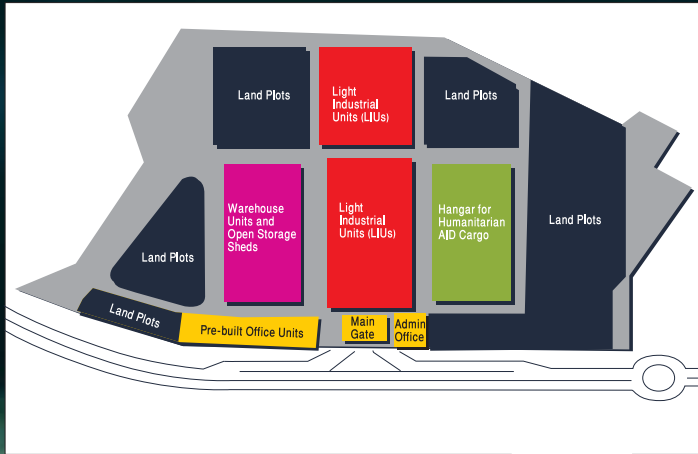 Land Plots
Light
Industrial
Units (LIUs)
Land Plots
Warehouse
Units and
Open Storage
Sheds
Light
Industrial
Units (LIUs)
Hangar for
Humanitarian
AID Cargo
Land Plots
Land Plots
Land Plots
Pre-built Office Units
Main
Gate
Admin
Office